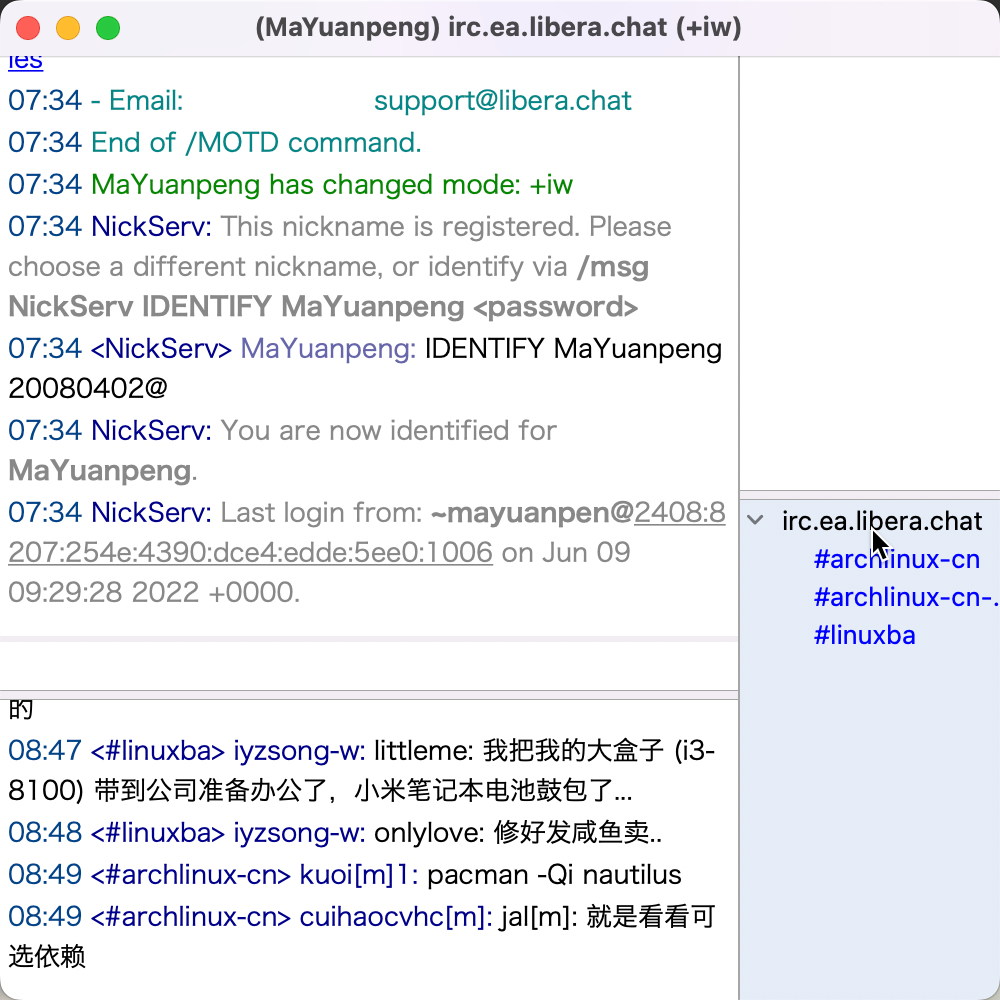 (MaYuanpeng) irc.ea.libera.chat (+iw)
ies
07:34 - Email: support@libera.chat
07:34 End of /MOTD command.
07:34 MaYuanpeng has changed mode: +iw
07:34 NickServ: This nickname is registered. Please
choose a different nickname, or identify via /msg
NickServ IDENTIFY MaYuanpeng <password>
07:34 <NickServ> MaYuanpeng: IDENTIFY MaYuanpeng
20080402@
07:34 NickServ: You are now identified for
MaYuanpeng.
07:34 NickServ: Last login from: ~mayuanpen@2408:8
207:254e:4390:dce4:edde:5ee0:1006 on Jun 09
09:29:28 2022 +0000.
的
08:47 <#linuxba> iyzsong-w: littleme: 我把我的大盒子 (i3-
8100) 带到公司准备办公了，小米笔记本电池鼓包了...
08:48 <#linuxba> iyzsong-w: onlylove: 修好发咸鱼卖..
08:49 <#archlinux-cn> kuoi[m]1: pacman -Qi nautilus
08:49 <#archlinux-cn> cuihaocvhc[m]: jal[m]: 就是看看可
选依赖
irc.ea.libera.chat
#archlinux-cn
#archlinux-cn-..
#linuxba